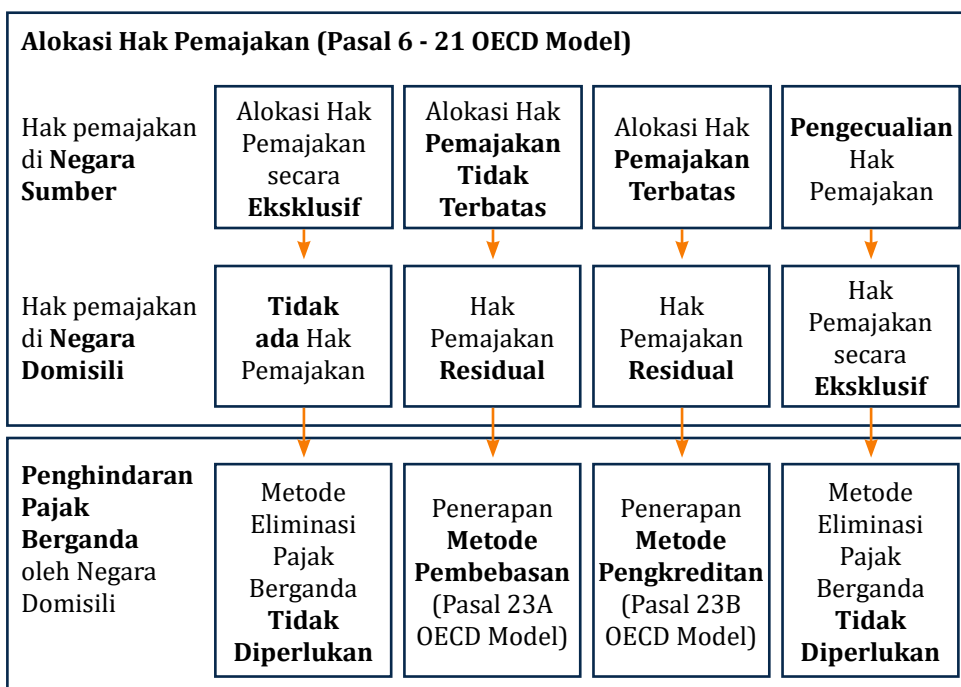 Alokasi Hak Pemajakan (Pasal 6 - 21 OECD Model)
Hak pemajakan
di Negara
Sumber
Alokasi Hak
Pemajakan
secara
Eksklusif
Alokasi Hak
Pemajakan
Tidak
Terbatas
Alokasi Hak
Pemajakan
Terbatas
Pengecualian
Hak
Pemajakan
Hak pemajakan
di Negara
Domisili
Tidak
ada Hak
Pemajakan
Hak
Pemajakan
Residual
Hak
Pemajakan
Residual
Hak
Pemajakan
secara
Eksklusif
Penghindaran
Pajak
Berganda
oleh Negara
Domisili
Metode
Eliminasi
Pajak
Berganda
Tidak
Diperlukan
Penerapan
Metode
Pembebasan
(Pasal 23A
OECD Model)
Penerapan
Metode
Pengkreditan
(Pasal 23B
OECD Model)
Metode
Eliminasi
Pajak
Berganda
Tidak
Diperlukan